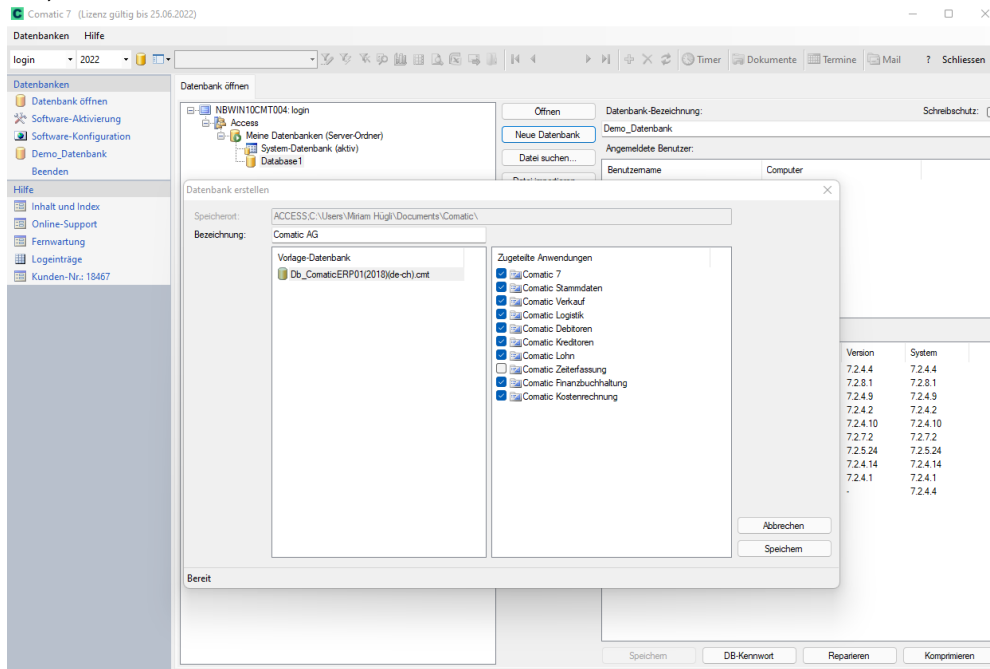 Comatic 7 (Lizenz gültig bis 25.06.2022)
Datenbanken Hilfe
login 2022 Timer Dokumente Termine Mail ? Schliessen
Datenbanken
Datenbank öffnen
Software-Aktivierung
Software-Konfiguration
Demo_Datenbank
Beenden
Hilfe
Inhalt und Index
Online-Support
Fernwartung
Logeinträge
Kunden-Nr.: 18467
Datenbank öffnen
NBWIN10CMT004: login
Access
Meine Datenbanken (Server-Ordner)
System-Datenbank (aktiv)
Database1
Öffnen
Neue Datenbank
Datei suchen...
Datenbank-Bezeichnung: Schreibschutz:
Demo_Datenbank
Angemeldete Benutzer:
Benutzername Computer
Datenbank erstellen
Speicherort: ACCESS;C:\Users\Miriam Hügli\Documents\Comatic\
Bezeichnung: Comatic AG
Vorlage-Datenbank
Db_ComaticERP01(2018)(de-ch).cmt
Zugeteilte Anwendungen
Comatic 7
Comatic Stammdaten
Comatic Verkauf
Comatic Logistik
Comatic Debitoren
Comatic Kreditoren
Comatic Lohn
Comatic Zeiterfassung
Comatic Finanzbuchhaltung
Comatic Kostenrechnung
Abbrechen
Speichern
Bereit
Version System
7.2.4.4 7.2.4.4
7.2.8.1 7.2.8.1
7.2.4.9 7.2.4.9
7.2.4.2 7.2.4.2
7.2.4.10 7.2.4.10
7.2.7.2 7.2.7.2
7.2.5.24 7.2.5.24
7.2.4.14 7.2.4.14
7.2.4.1 7.2.4.1
- 7.2.4.4
Speichern DB-Kennwort Reparieren Komprimieren